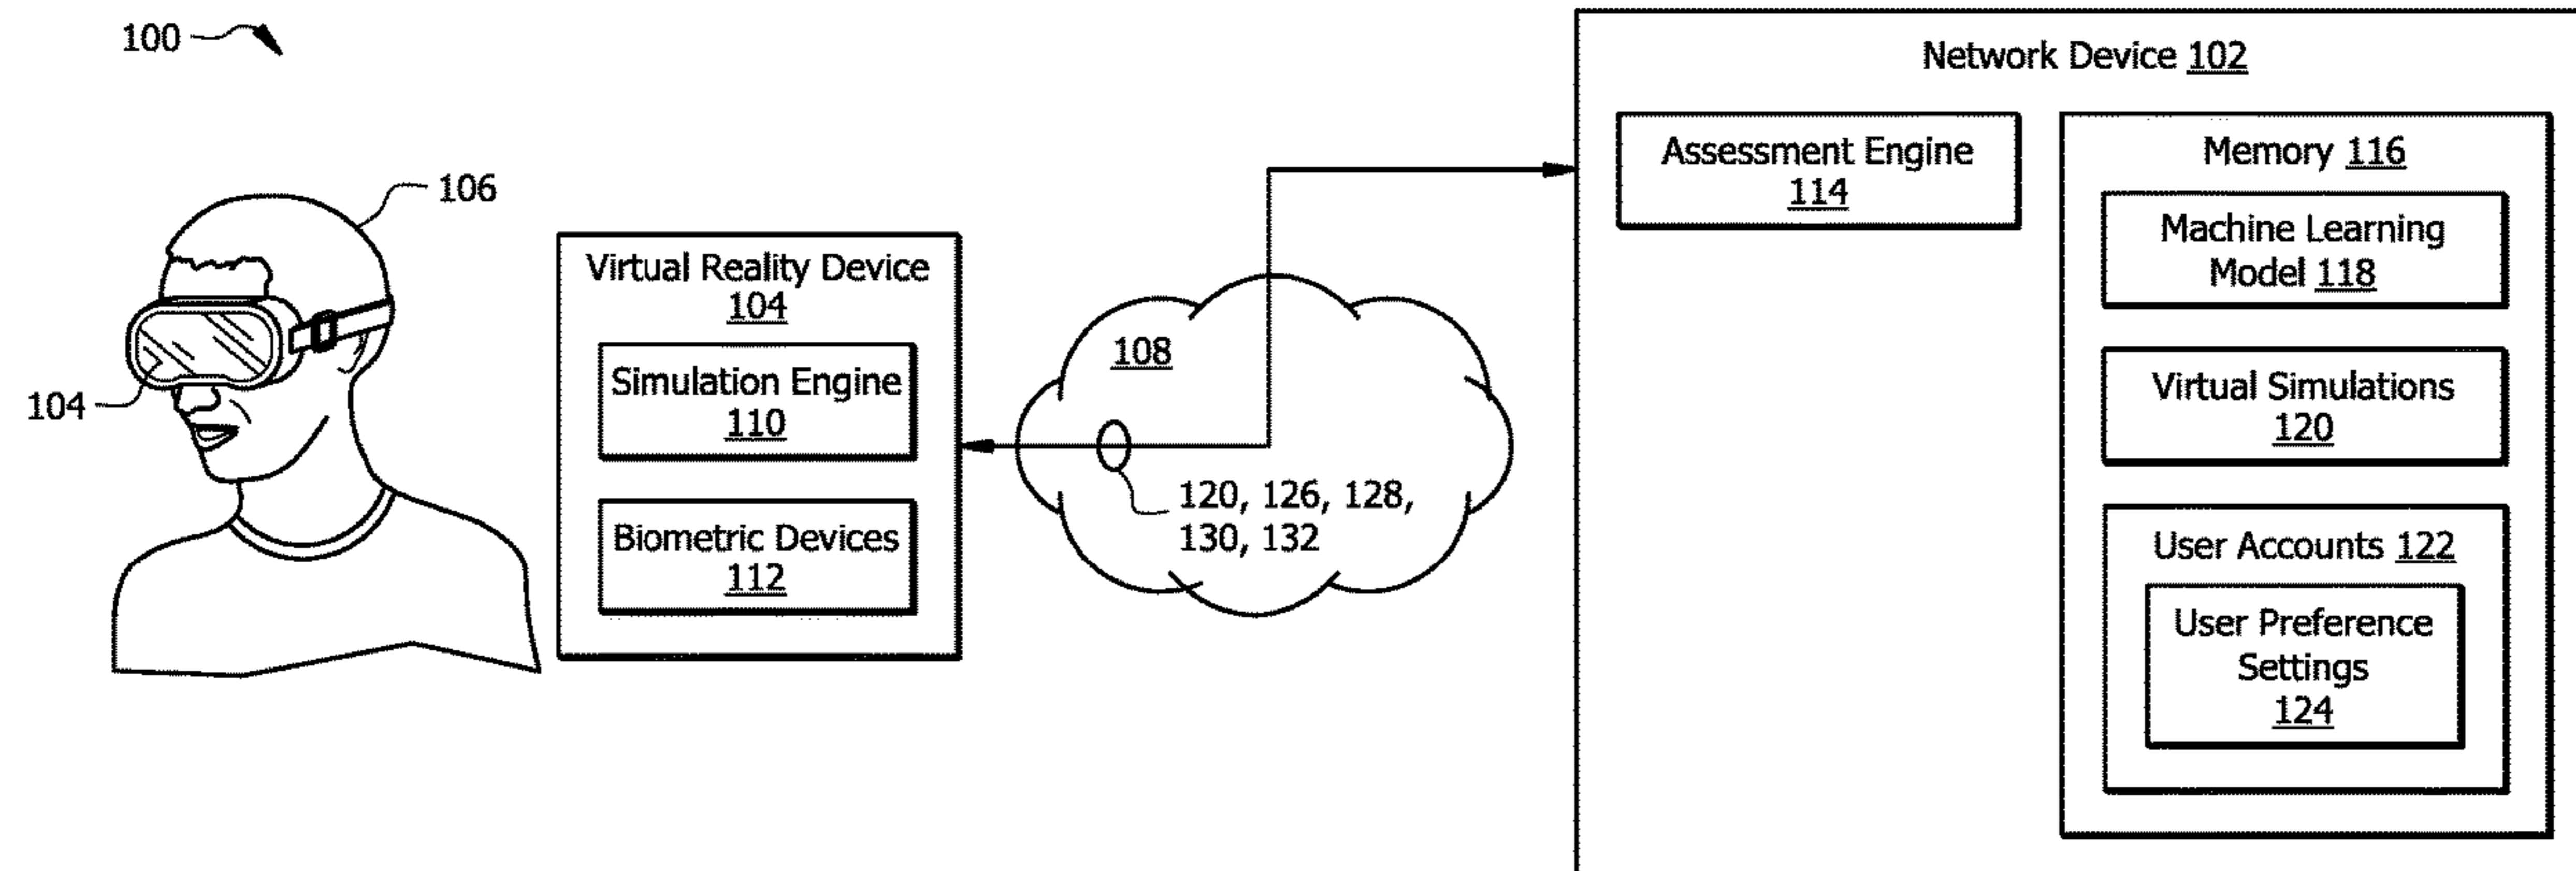 100
106
104
Virtual Reality Device
104
Simulation Engine
110
Biometric Devices
112
108
120, 126, 128,
130, 132
Network Device 102
Assessment Engine
114
Memory 116
Machine Learning
Model 118
Virtual Simulations
120
User Accounts 122
User Preference
Settings
124